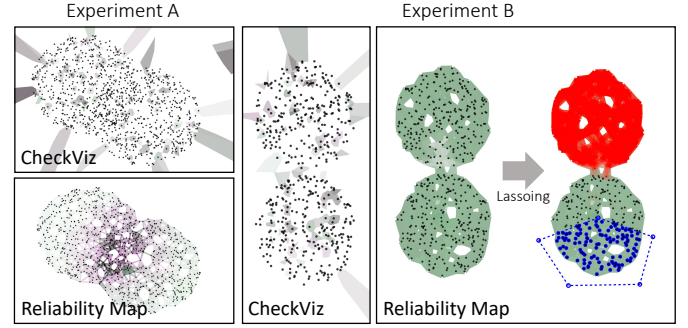 Experiment A
Experiment B
CheckViz
Reliability Map
CheckViz
Lassoing
Reliability Map